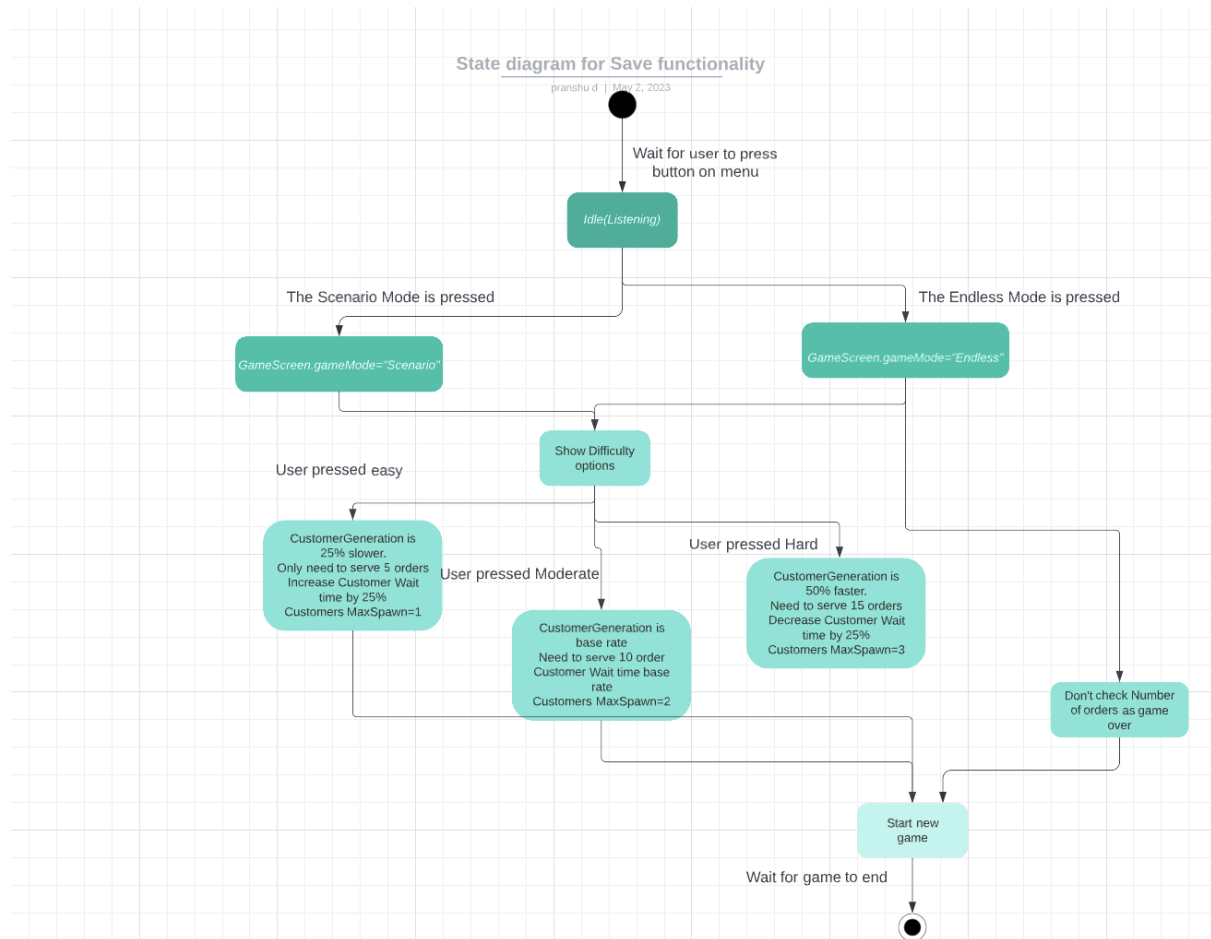 State diagram for Save functionality
pranshu d | May 2, 2023
Wait for user to press
button on menu
Idle(Listening)
The Scenario Mode is pressed
The Endless Mode is pressed
GameScreen.gameMode="Scenario"
GameScreen.gameMode="Endless"
Show Difficulty
options
User pressed easy
CustomerGeneration is
25% slower.
Only need to serve 5 orders
Increase Customer Wait
time by 25%
Customers MaxSpawn=1
User pressed Moderate
User pressed Hard
CustomerGeneration is
50% faster.
Need to serve 15 orders
Decrease Customer Wait
time by 25%
Customers MaxSpawn=3
CustomerGeneration is
base rate
Need to serve 10 order
Customer Wait time base
rate
Customers MaxSpawn=2
Don't check Number
of orders as game
over
Start new
game
Wait for game to end